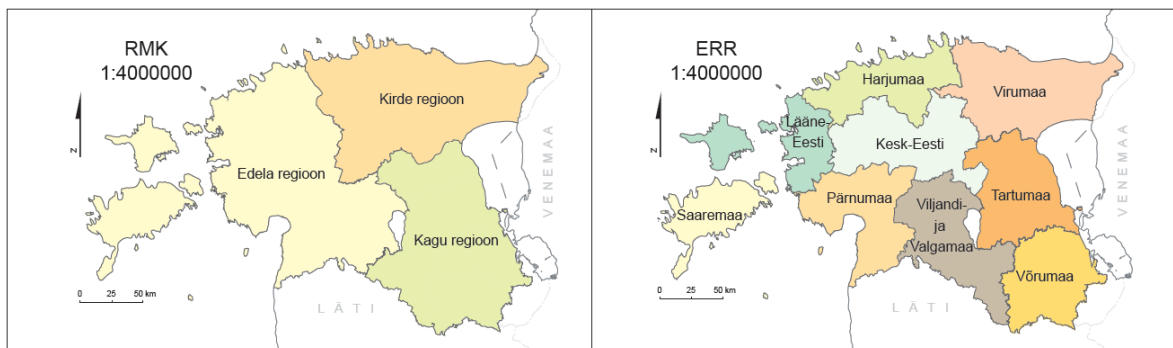 RMK
1:4000000
z
Kirde regioon
Edela regioon
Kagu regioon
VENEMAA
LÄTI
0 25 50 km
ERR
1:4000000
z
Harjumaa
Virumaa
Lääne-
Eesti
Kesk-Eesti
Pärnumaa
Viljandi-
ja
Valgamaa
Tartumaa
Saaremaa
Võrumaa
VENEMAA
LÄTI
0 25 50 km